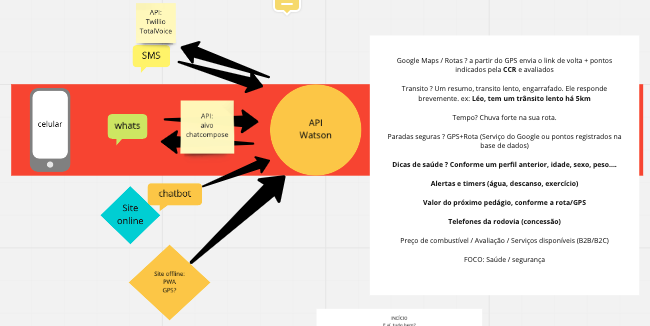 API:
Twillio
TotalVoice
SMS
celular
whats
API:
aivo
chatcompose
API
Watson
chatbot
Site
online
Site offline:
PWA
GPS?
Google Maps / Rotas ? a partir do GPS envia o link de volta + pontos
indicados pela CCR e avaliados
Transito ? Um resumo, transito lento, engarrafado. Ele responde
brevemente. ex: Léo, tem um trânsito lento há 5km
Tempo? Chuva forte na sua rota.
Paradas seguras ? GPS+Rota (Serviço do Google ou pontos registrados na
base de dados)
Dicas de saúde ? Conforme um perfil anterior, idade, sexo, peso....
Alertas e timers (água, descanso, exercício)
Valor do próximo pedágio, conforme a rota/GPS
Telefones da rodovia (concessão)
Preço de combustível / Avaliação / Serviços disponíveis (B2B/B2C)
FOCO: Saúde / segurança
INICÍO